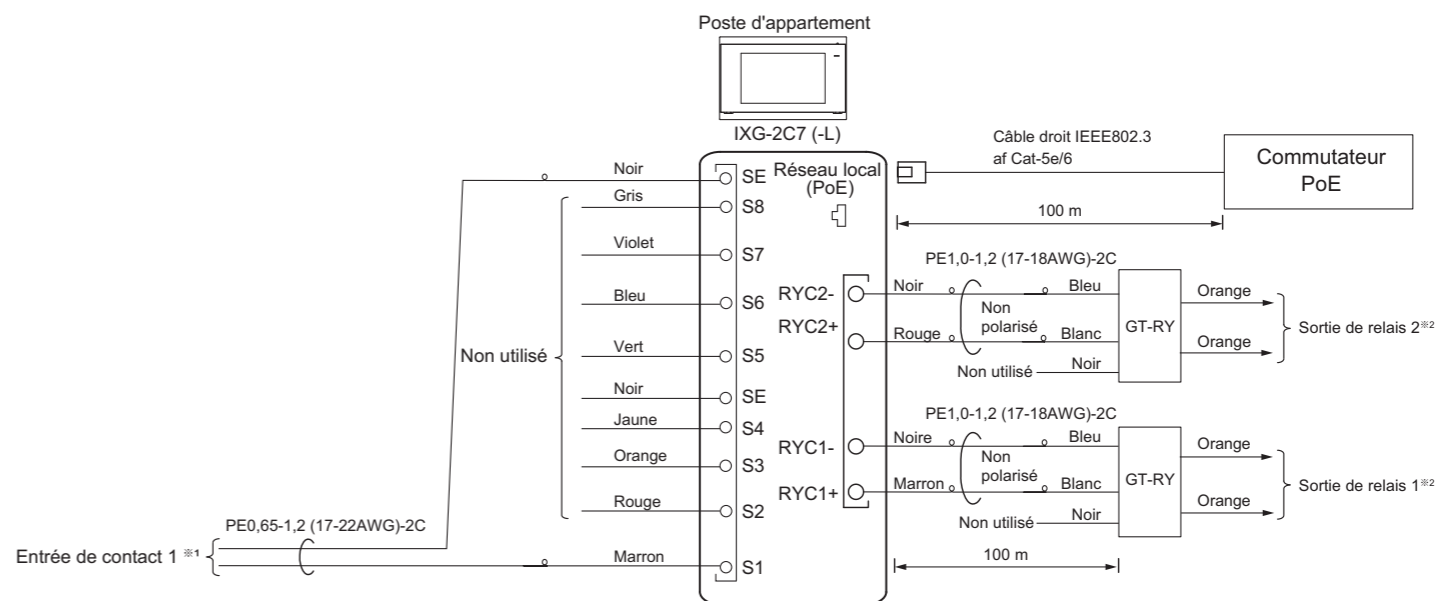 Poste d'appartement
IXG-2C7 (-L)
Réseau local
(PoE)
Câble droit IEEE802.3
af Cat-5e/6
Commutateur
PoE
100 m
Noir
SE
Gris
S8
Violet
S7
Bleu
S6
Vert
S5
Noir
SE
Jaune
S4
Orange
S3
Rouge
S2
Marron
S1
Non utilisé
PE0,65-1,2 (17-22AWG)-2C
Entrée de contact 1 ※1
PE1,0-1,2 (17-18AWG)-2C
RYC2-
Noir
Bleu
Non
polarisé
RYC2+
Rouge
Blanc
Non utilisé
Noir
GT-RY
Orange
Orange
Sortie de relais 2※2
PE1,0-1,2 (17-18AWG)-2C
RYC1-
Noire
Bleu
Non
polarisé
RYC1+
Marron
Blanc
Non utilisé
Noir
GT-RY
Orange
Orange
Sortie de relais 1※2
100 m